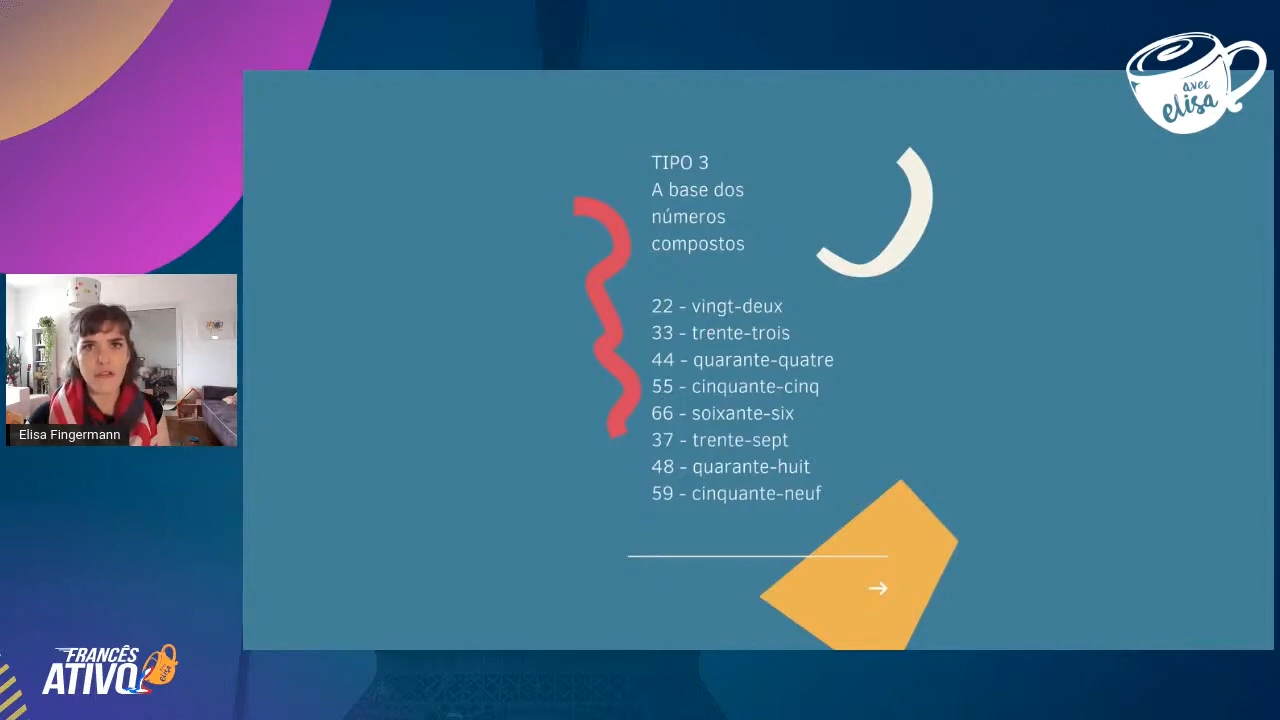 avec
elisa
TIPO 3
A base dos
números
compostos
22 - vingt-deux
33 - trente-trois
44 - quarante-quatre
55 - cinquante-cinq
66 - soixante-six
37 - trente-sept
48 - quarante-huit
59 - cinquante-neuf
→
Elisa Fingermann
FRANCÊS
ATIVO
elisa